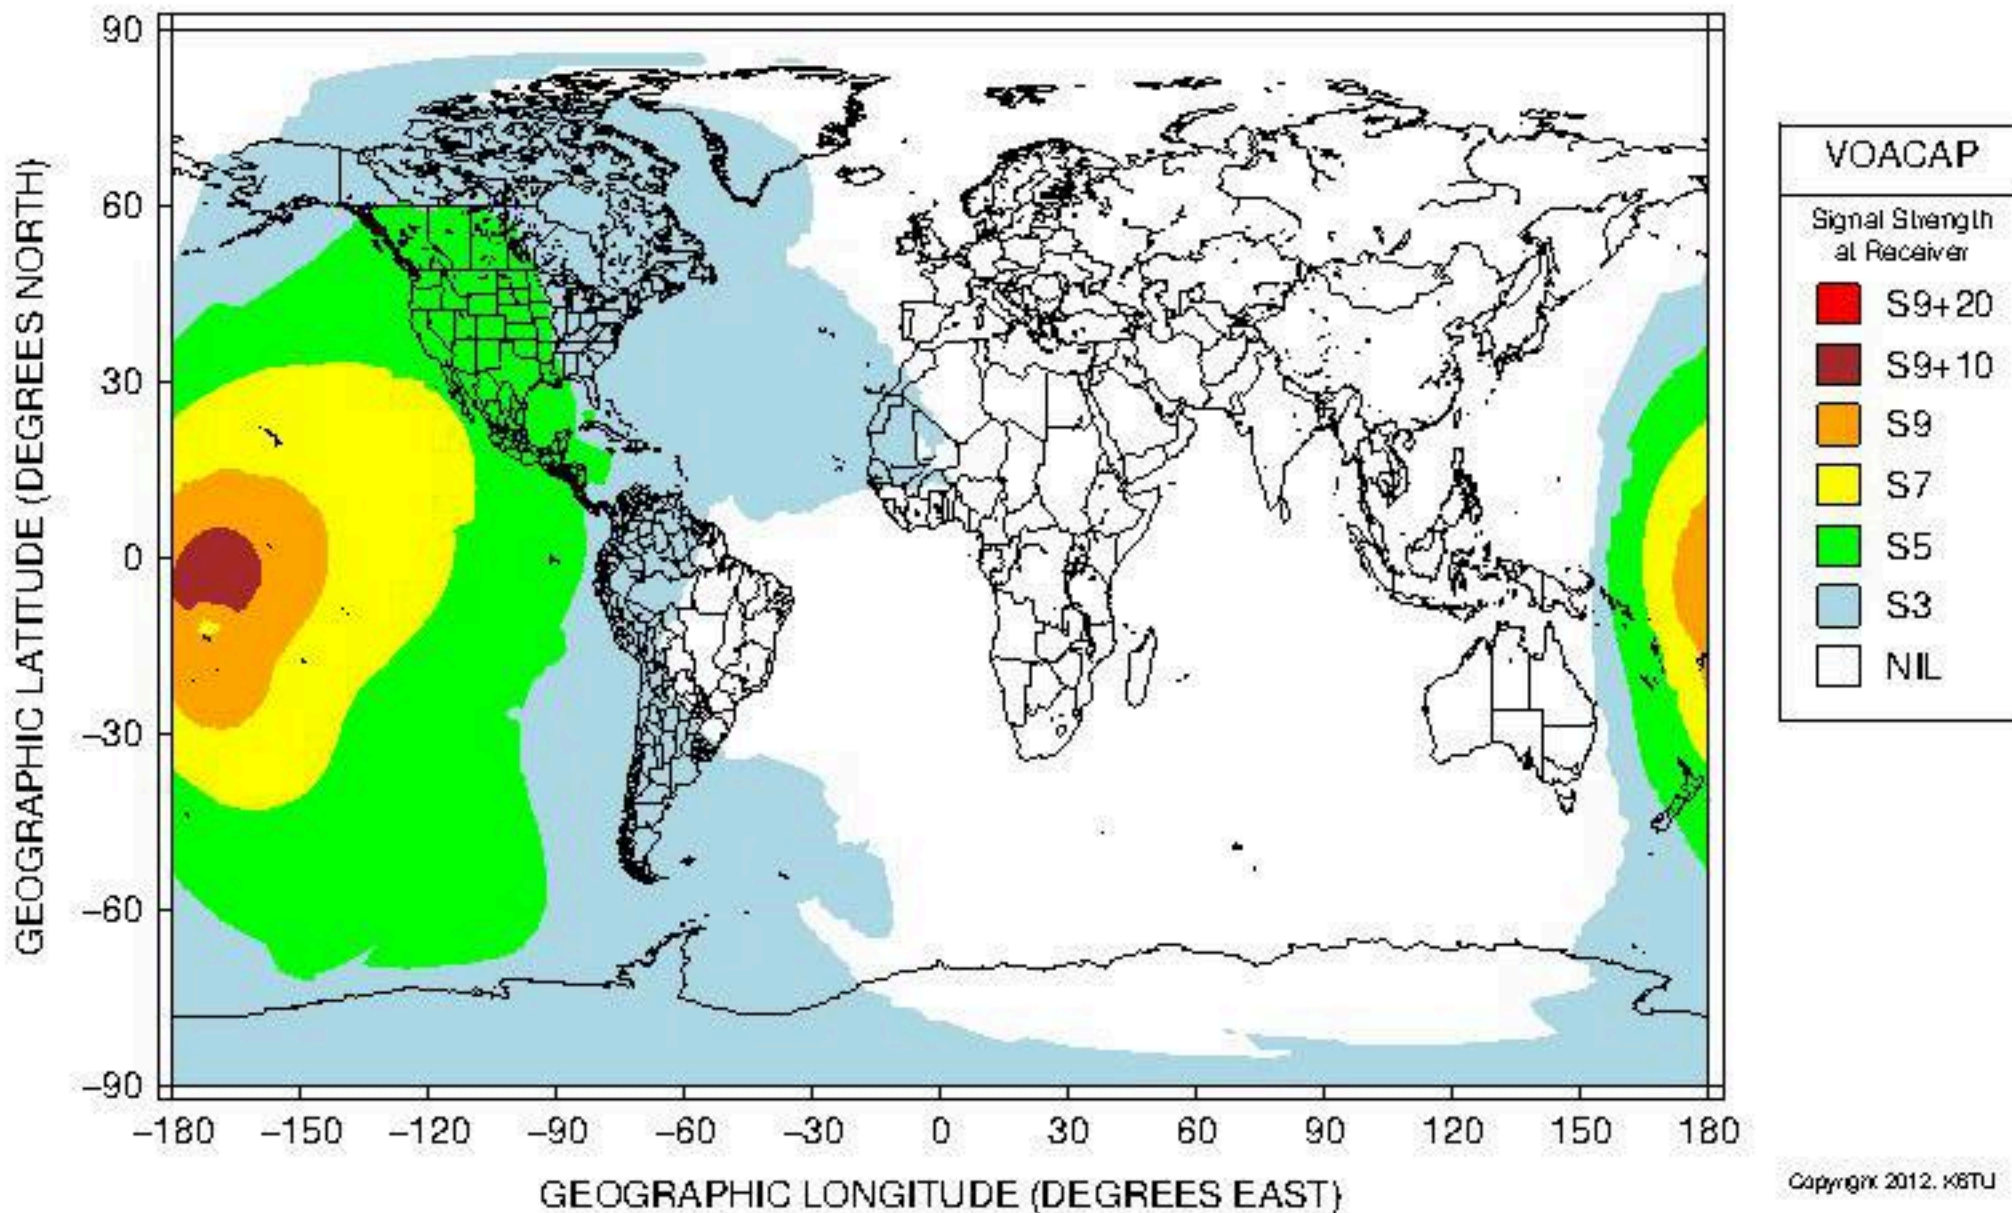 90
60
30
0
−30
−60
−90
GEOGRAPHIC LATITUDE (DEGREES NORTH)
−180 −150 −120 −90 −60 −30 0 30 60 90 120 150 180
GEOGRAPHIC LONGITUDE (DEGREES EAST)
VOACAP
Signal Strength
at Receiver
S9+20
S9+10
S9
S7
S5
S3
NIL
Copyright 2012, K6TU